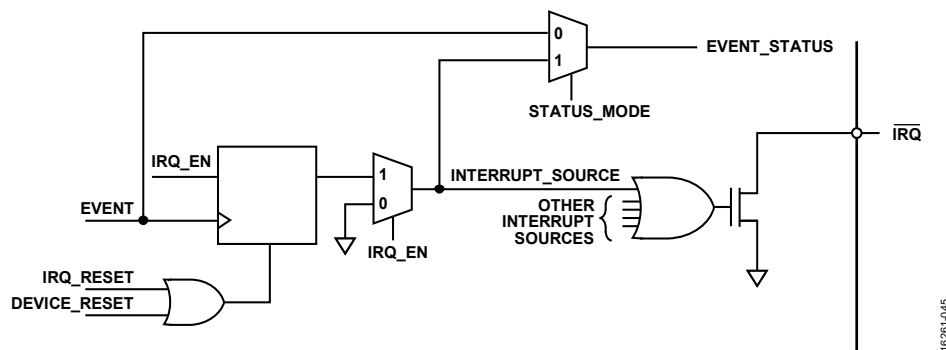 0
1
EVENT_STATUS
STATUS_MODE
IRQ
IRQ_EN
1
0
INTERRUPT_SOURCE
OTHER
INTERRUPT
SOURCES
EVENT
IRQ_EN
IRQ_RESET
DEVICE_RESET
16261-045